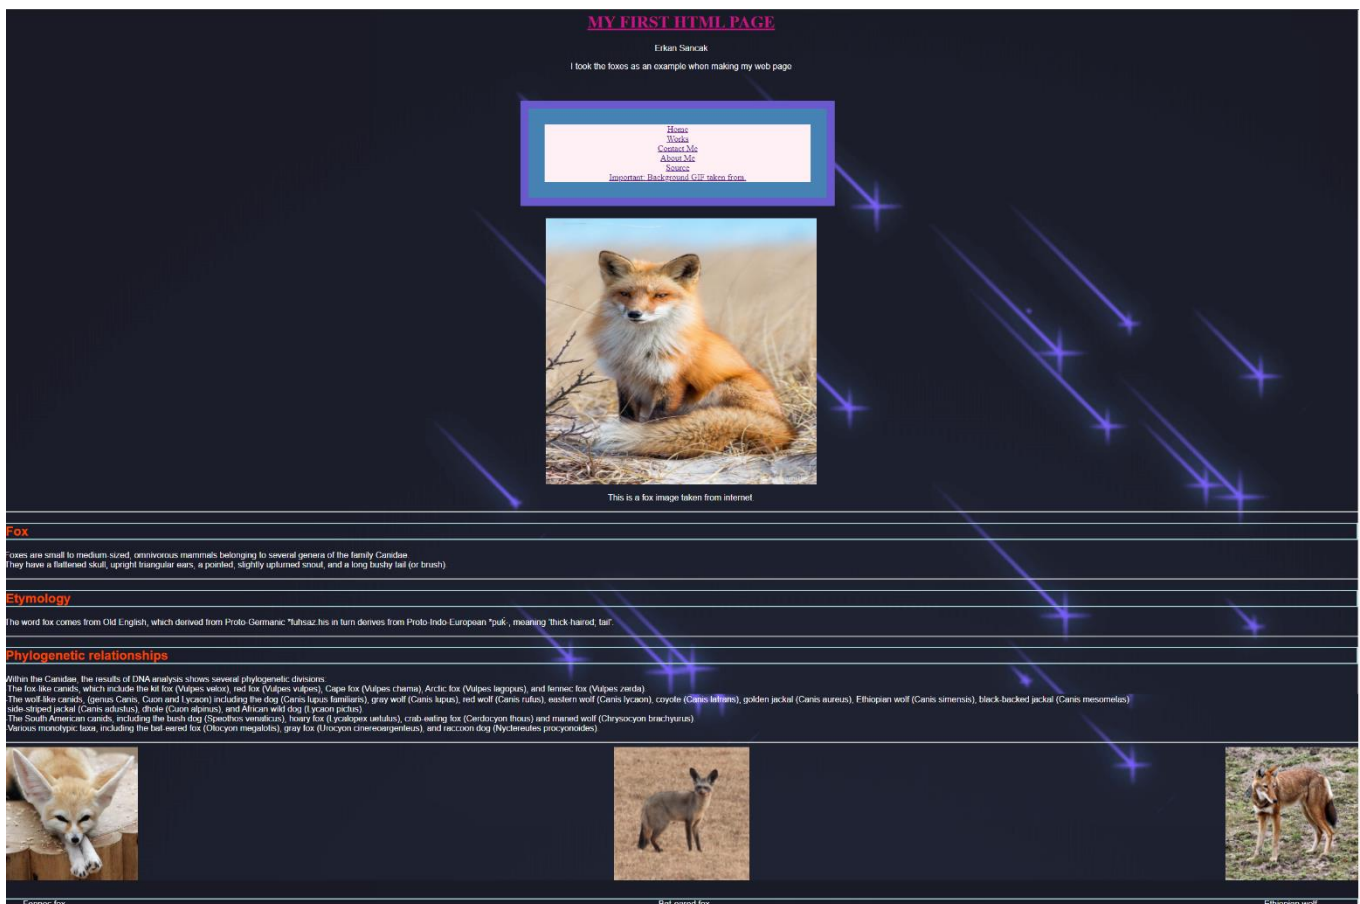 MY FIRST HTML PAGE
Erkan Sancak
I took the foxes as an example when making my web page
Home
Works
Contact Me
About Me
Source
Important: Background GIF taken from.
This is a fox image taken from internet
Fox
Foxes are small to medium-sized, omnivorous mammals belonging to several genera of the family Canidae.
They have a flattened skull, upright triangular ears, a pointed, slightly upturned snout, and a long bushy tail (or brush).
Etymology
The word fox comes from Old English, which derived from Proto-Germanic *fuhsaz.his in turn derives from Proto-Indo-European *puḱ-, meaning 'thick-haired; tail'.
Phylogenetic relationships
Within the Canidae, the results of DNA analysis shows several phylogenetic divisions:
-The fox-like canids, which include the kit fox (Vulpes velox), red fox (Vulpes vulpes), Cape fox (Vulpes chama), Arctic fox (Vulpes lagopus), and fennec fox (Vulpes zerda).
-The wolf-like canids, (genus Canis, Cuon and Lycaon) including the dog (Canis lupus familiaris), gray wolf (Canis lupus), red wolf (Canis rufus), eastern wolf (Canis lycaon), coyote (Canis latrans), golden jackal (Canis aureus), Ethiopian wolf (Canis simensis), black-backed jackal (Canis mesomelas)
side-striped jackal (Canis adustus), dhole (Cuon alpinus), and African wild dog (Lycaon pictus).
-The South American canids, including the bush dog (Speothos venaticus), hoary fox (Lycalopex uetulus), crab-eating fox (Cerdocyon thous) and maned wolf (Chrysocyon brachyurus).
-Various monotypic taxa, including the bat-eared fox (Otocyon megalotis), gray fox (Urocyon cinereoargenteus), and raccoon dog (Nyctereutes procyonoides).
Fennec fox
Bat-eared fox
Ethiopian wolf